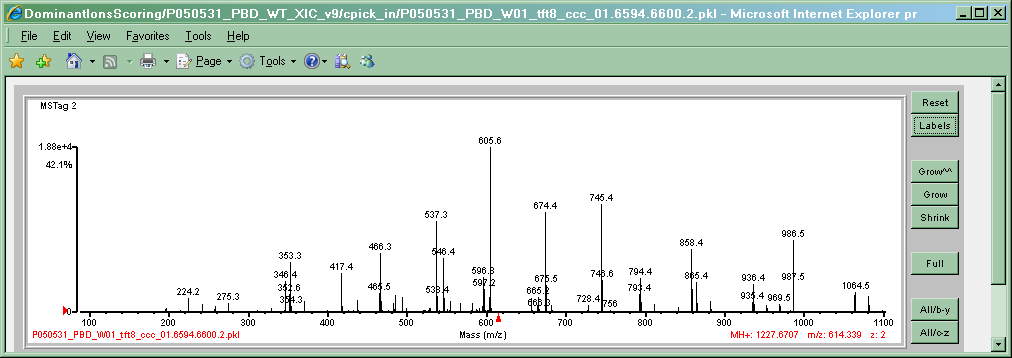 DominantIonsScoring/P050531_PBD_WT_XIC_v9/cpick_in/P050531_PBD_W01_tft8_ccc_01.6594.6600.2.pkl - Microsoft Internet Explorer pr
File Edit View Favorites Tools Help
Page Tools
MSTag 2
Reset
Labels
Grow^^
Grow
Shrink
Full
All/b-y
All/c-z
1.88e+4
42.1%
605.6
745.4
674.4
537.3
986.5
858.4
466.3
546.4
353.3
417.4
346.4
596.3
675.5
746.6
794.4
865.4
936.4
987.5
224.2
275.3
352.6
354.3
465.5
538.4
597.2
665.2
666.3
728.4
756
793.4
935.4
969.5
1064.5
0
100 200 300 400 500 600 700 800 900 1000 1100
P050531_PBD_W01_tft8_ccc_01.6594.6600.2.pkl Mass (m/z) MH+: 1227.6707 m/z: 614.339 z: 2